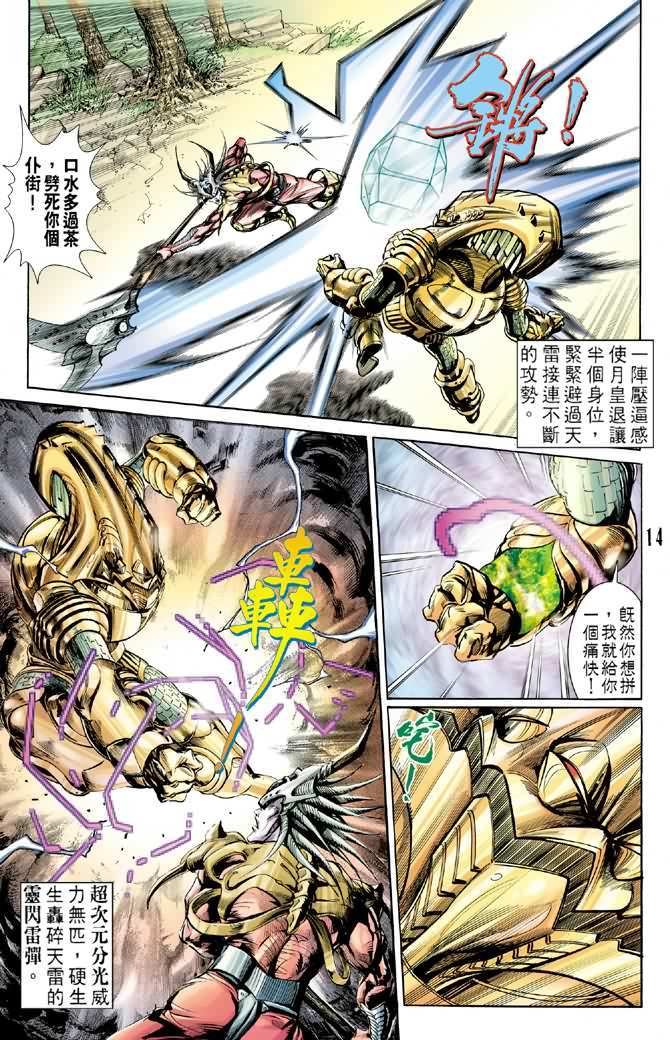 鏘！
口水多過茶
，劈死你個
仆街！
一陣壓逼感
使月皇退讓
半個身位，
緊緊避過天
雷接連不斷
的攻勢。
14
旣然你想拼
，我就給你
一個痛快！
咤！
轟！
超次元分光威
力無匹，硬生
生轟碎天雷的
靈閃雷彈。